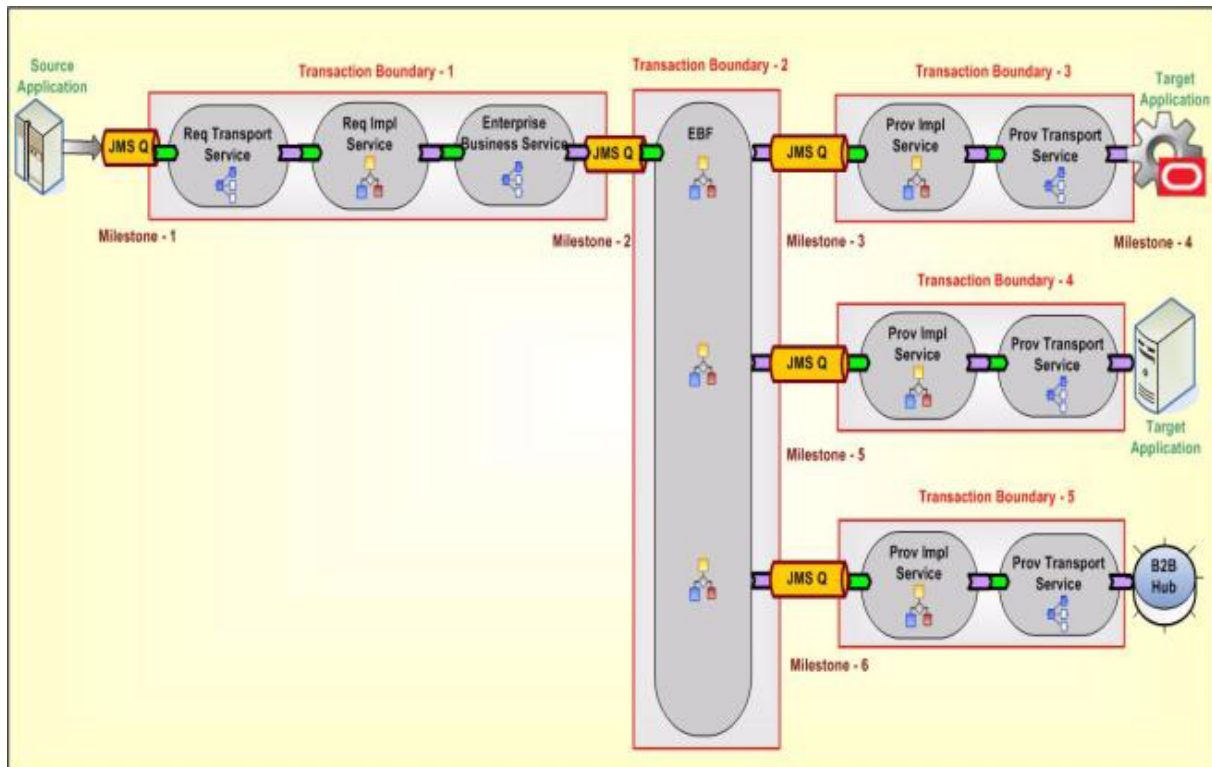 Source
Application
Transaction Boundary - 1
Transaction Boundary - 2
Transaction Boundary - 3
Target
Application
JMS Q
Req Transport
Service
Req Impl
Service
Enterprise
Business Service
JMS Q
EBF
JMS Q
Prov Impl
Service
Prov Transport
Service
Milestone - 1
Milestone - 2
Milestone - 3
Milestone - 4
Transaction Boundary - 4
JMS Q
Prov Impl
Service
Prov Transport
Service
Target
Application
Milestone - 5
Transaction Boundary - 5
JMS Q
Prov Impl
Service
Prov Transport
Service
B2B
Hub
Milestone - 6